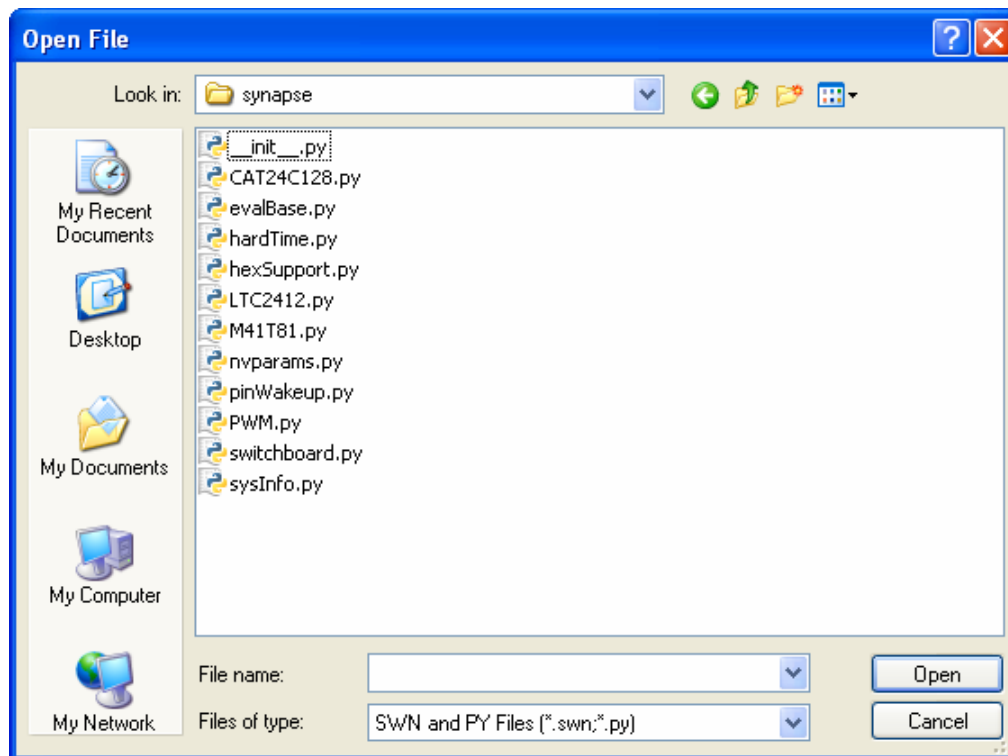 Open File
Look in: synapse
My Recent
Documents
Desktop
My Documents
My Computer
My Network
__init__.py
CAT24C128.py
evalBase.py
hardTime.py
hexSupport.py
LTC2412.py
M41T81.py
nvparams.py
pinWakeup.py
PWM.py
switchboard.py
sysInfo.py
File name: Open
Files of type: SWN and PY Files (*.swn;*.py) Cancel